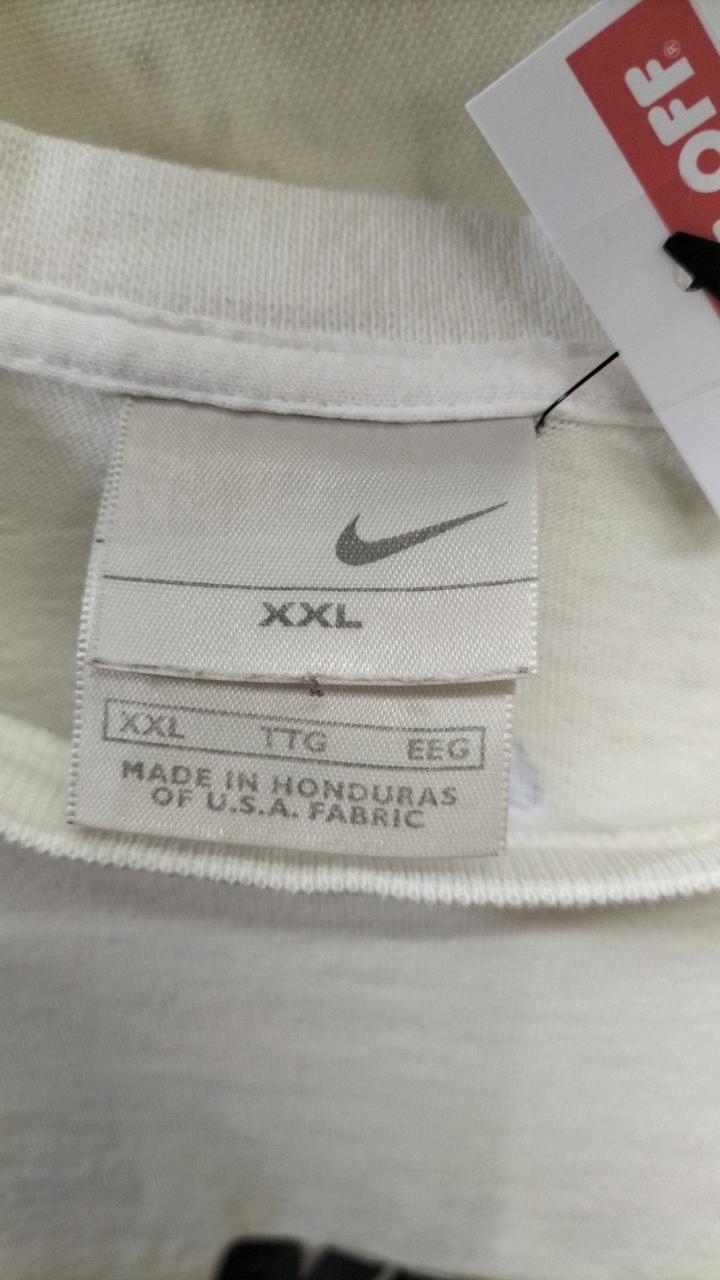 OFF®
XXL
XXL TTG EEG
MADE IN HONDURAS
OF U.S.A. FABRIC